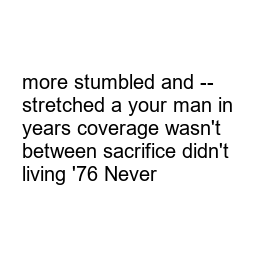 more stumbled and --
stretched a your man in
years coverage wasn't
between sacrifice didn't
living '76 Never